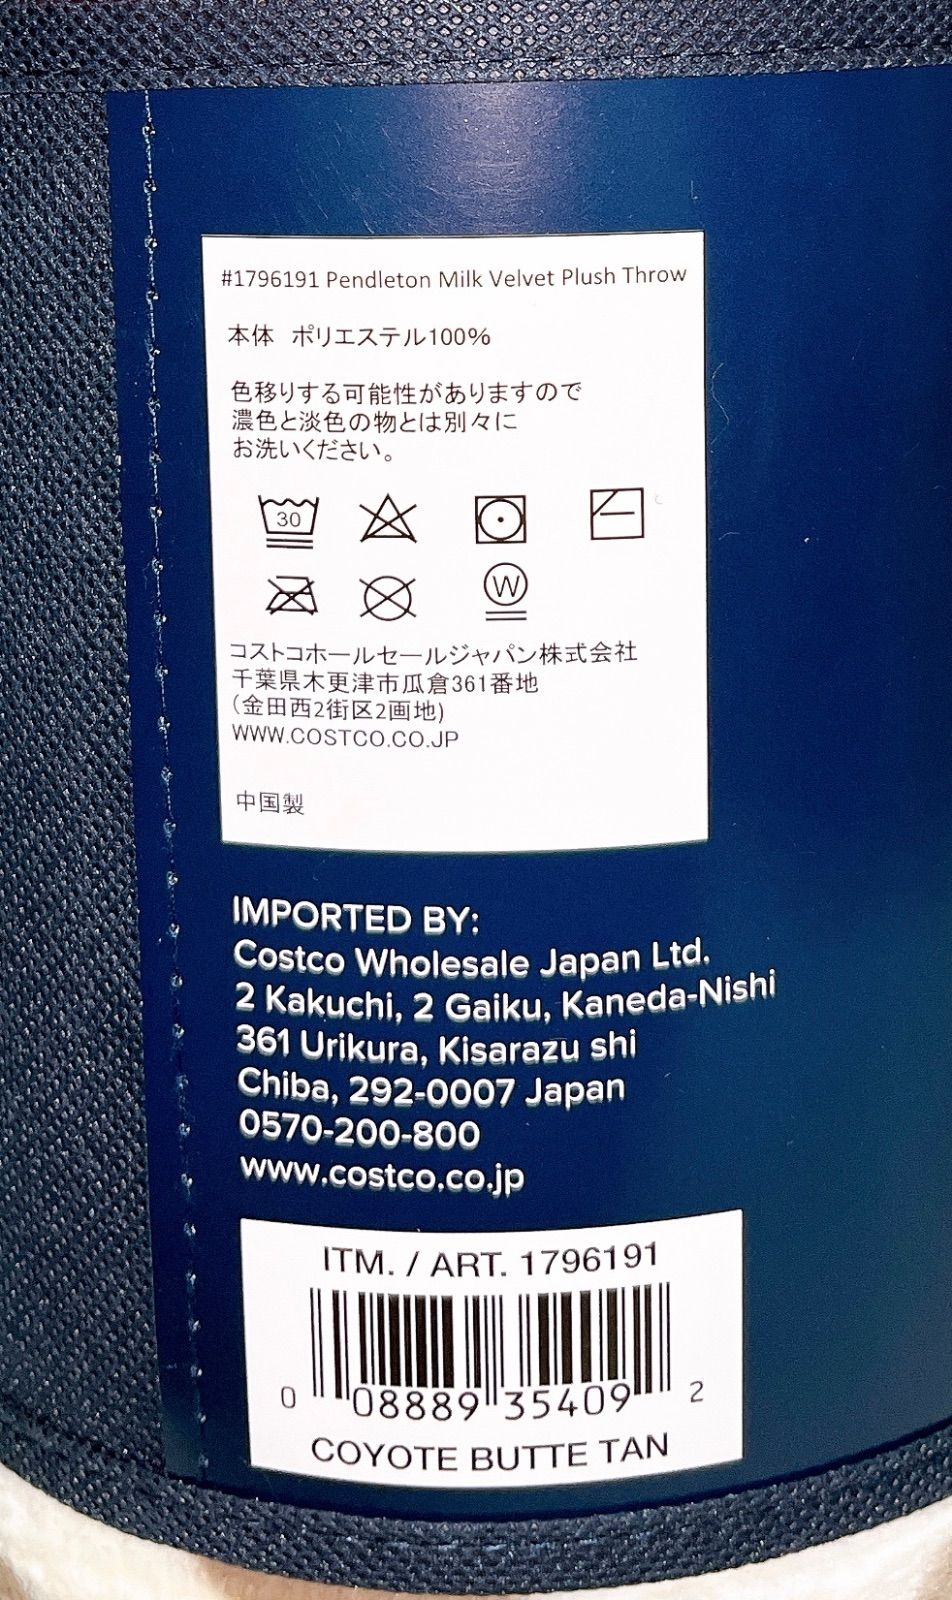 #1796191 Pendleton Milk Velvet Plush Throw
本体 ポリエステル100%
色移りする可能性がありますので
濃色と淡色の物とは別々に
お洗いください。
30
W
コストコホールセールジャパン株式会社
千葉県木更津市瓜倉361番地
(金田西2街区2画地)
WWW.COSTCO.CO.JP
中国製
IMPORTED BY:
Costco Wholesale Japan Ltd.
2 Kakuchi, 2 Gaiku, Kaneda-Nishi
361 Urikura, Kisarazu shi
Chiba, 292-0007 Japan
0570-200-800
www.costco.co.jp
ITM. / ART. 1796191
0 08889 35409 2
COYOTE BUTTE TAN